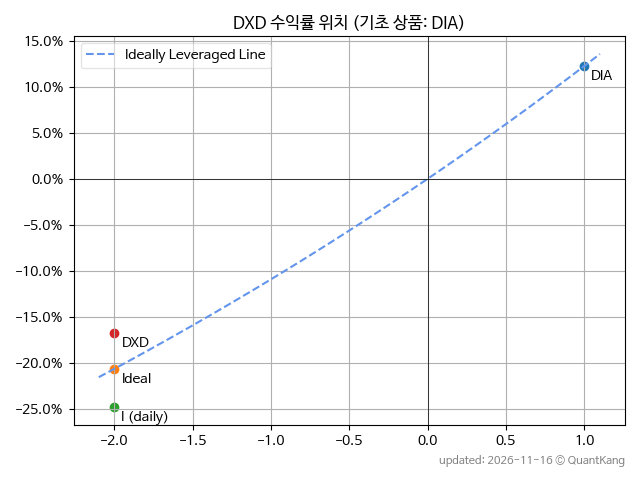 DXD 수익률 위치 (기초 상품: DIA)
15.0%
10.0%
5.0%
0.0%
−5.0%
−10.0%
−15.0%
−20.0%
−25.0%
Ideally Leveraged Line
DIA
DXD
Ideal
I (daily)
−2.0
−1.5
−1.0
−0.5
0.0
0.5
1.0
updated: 2026−11−16 © QuantKang